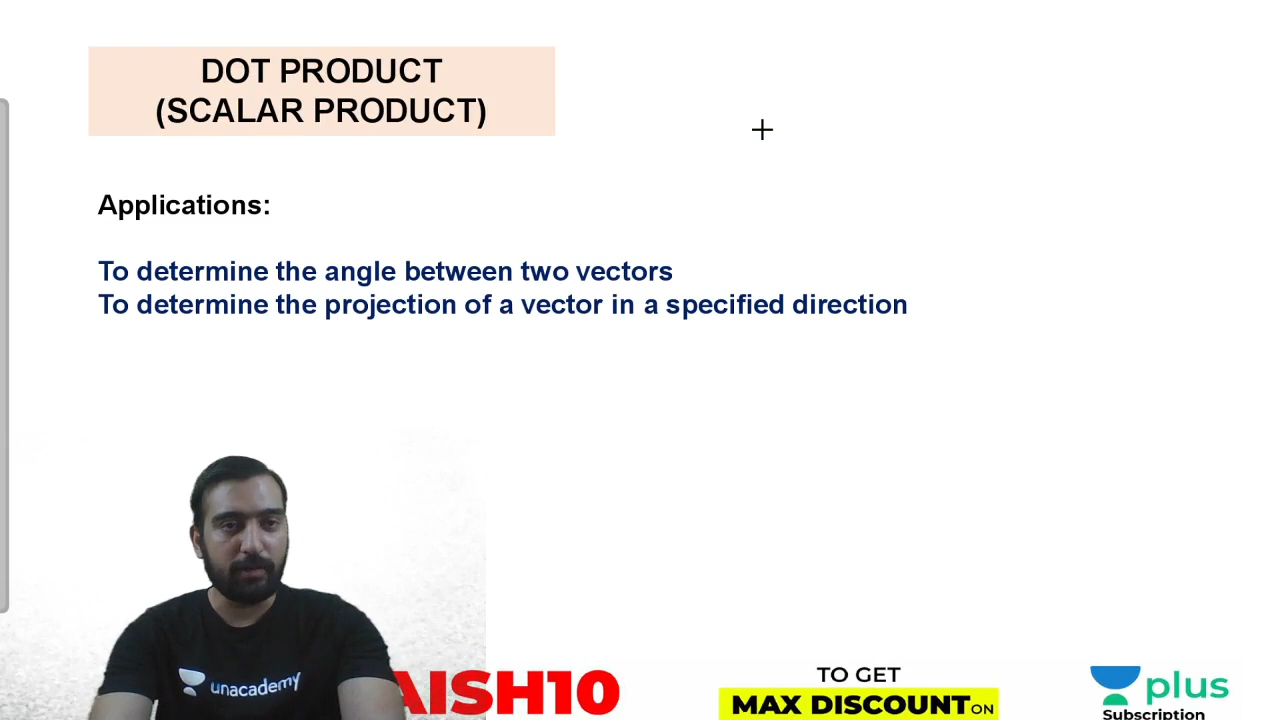 DOT PRODUCT
(SCALAR PRODUCT)
Applications:
To determine the angle between two vectors
To determine the projection of a vector in a specified direction
unacademy
AISH10
TO GET
MAX DISCOUNT ON
plus
Subscription